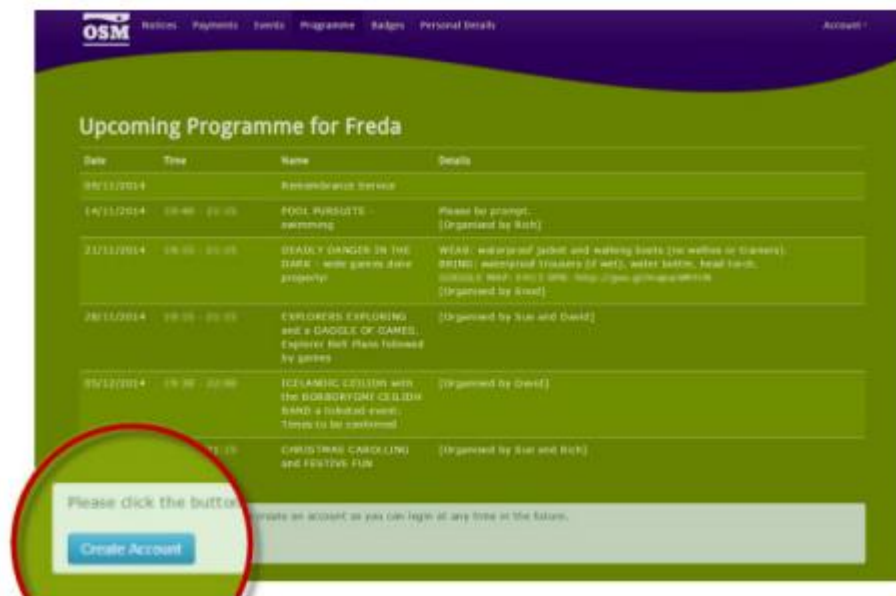 OSM Notices Payments Events Programme Badges Personal Details Account
Upcoming Programme for Freda
Date Time Name Details
09/11/2014 Remembrance Service
14/11/2014 POOL PURSUITS - Please be prompt.
swimming [Organised by Rich]
21/11/2014 DEADLY DANGER IN THE WEAR: waterproof jacket and walking boots (no wellies or trainers).
DARK - wide games done BRING: waterproof trousers (if wet), water bottle, head torch.
properly!
[Organised by]
28/11/2014 EXPLORERS EXPLORING [Organised by Sue and David]
and a GAGGLE OF GAMES.
Explorer Belt Plans followed
by games
05/12/2014 ICELANDIC CEILIDH with [Organised by David]
the BORBORYGMI CEILIDH
BAND a ticketed event.
Times to be confirmed
CHRISTMAS CAROLLING [Organised by Sue and Rich]
and FESTIVE FUN
Please click the button
create an account so you can login at any time in the future.
Create Account